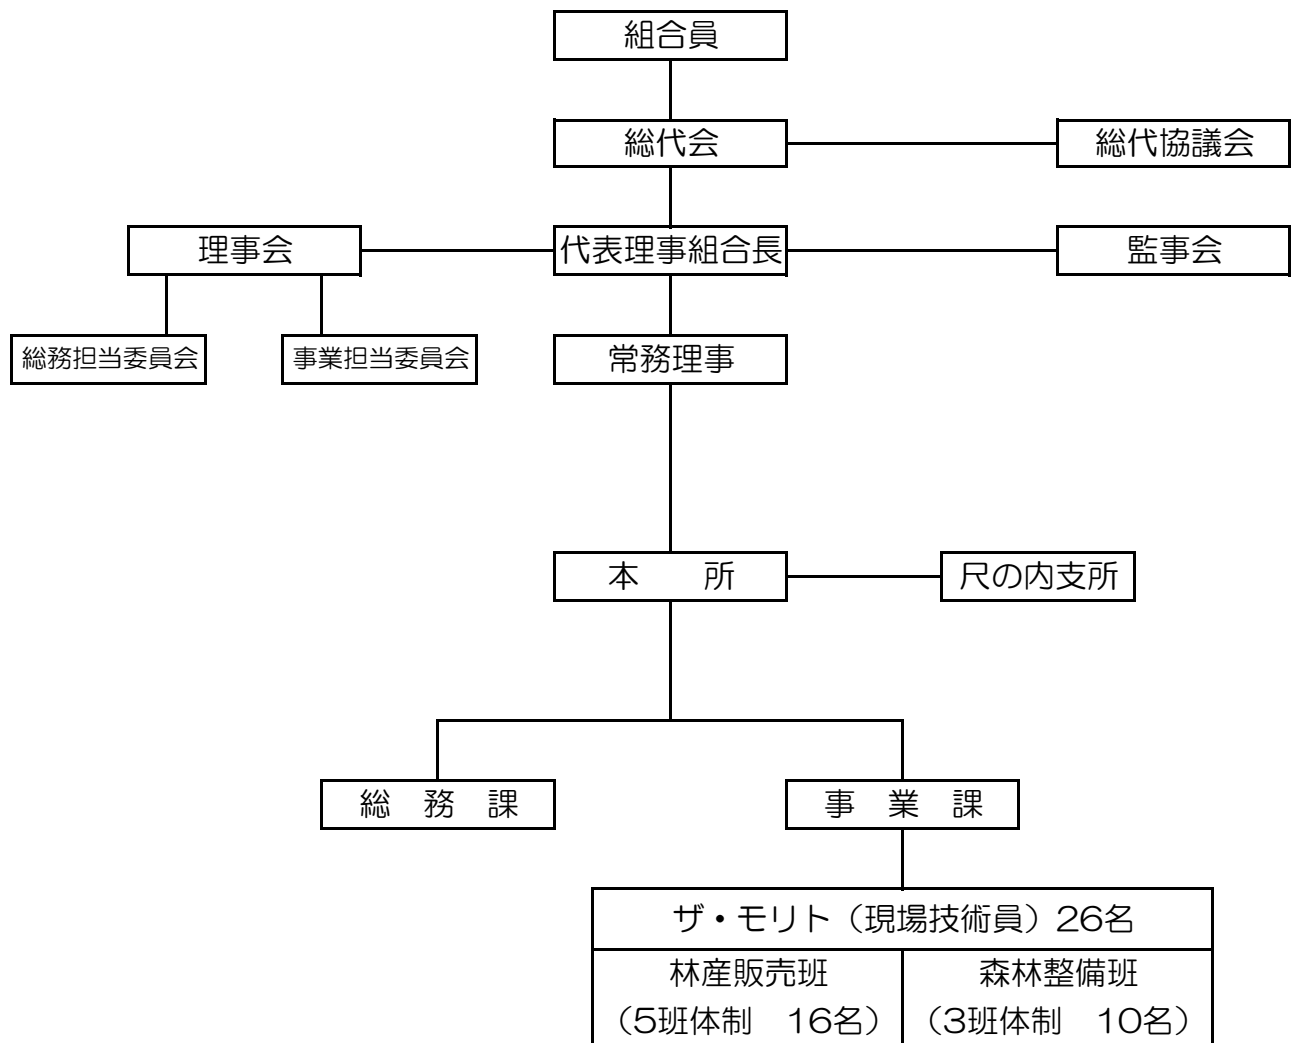 組合員
総代会
総代協議会
理事会
代表理事組合長
監事会
総務担当委員会
事業担当委員会
常務理事
本　所
尺の内支所
総　務　課
事　業　課
ザ・モリト（現場技術員）26名
林産販売班
（5班体制　16名）
森林整備班
（3班体制　10名）